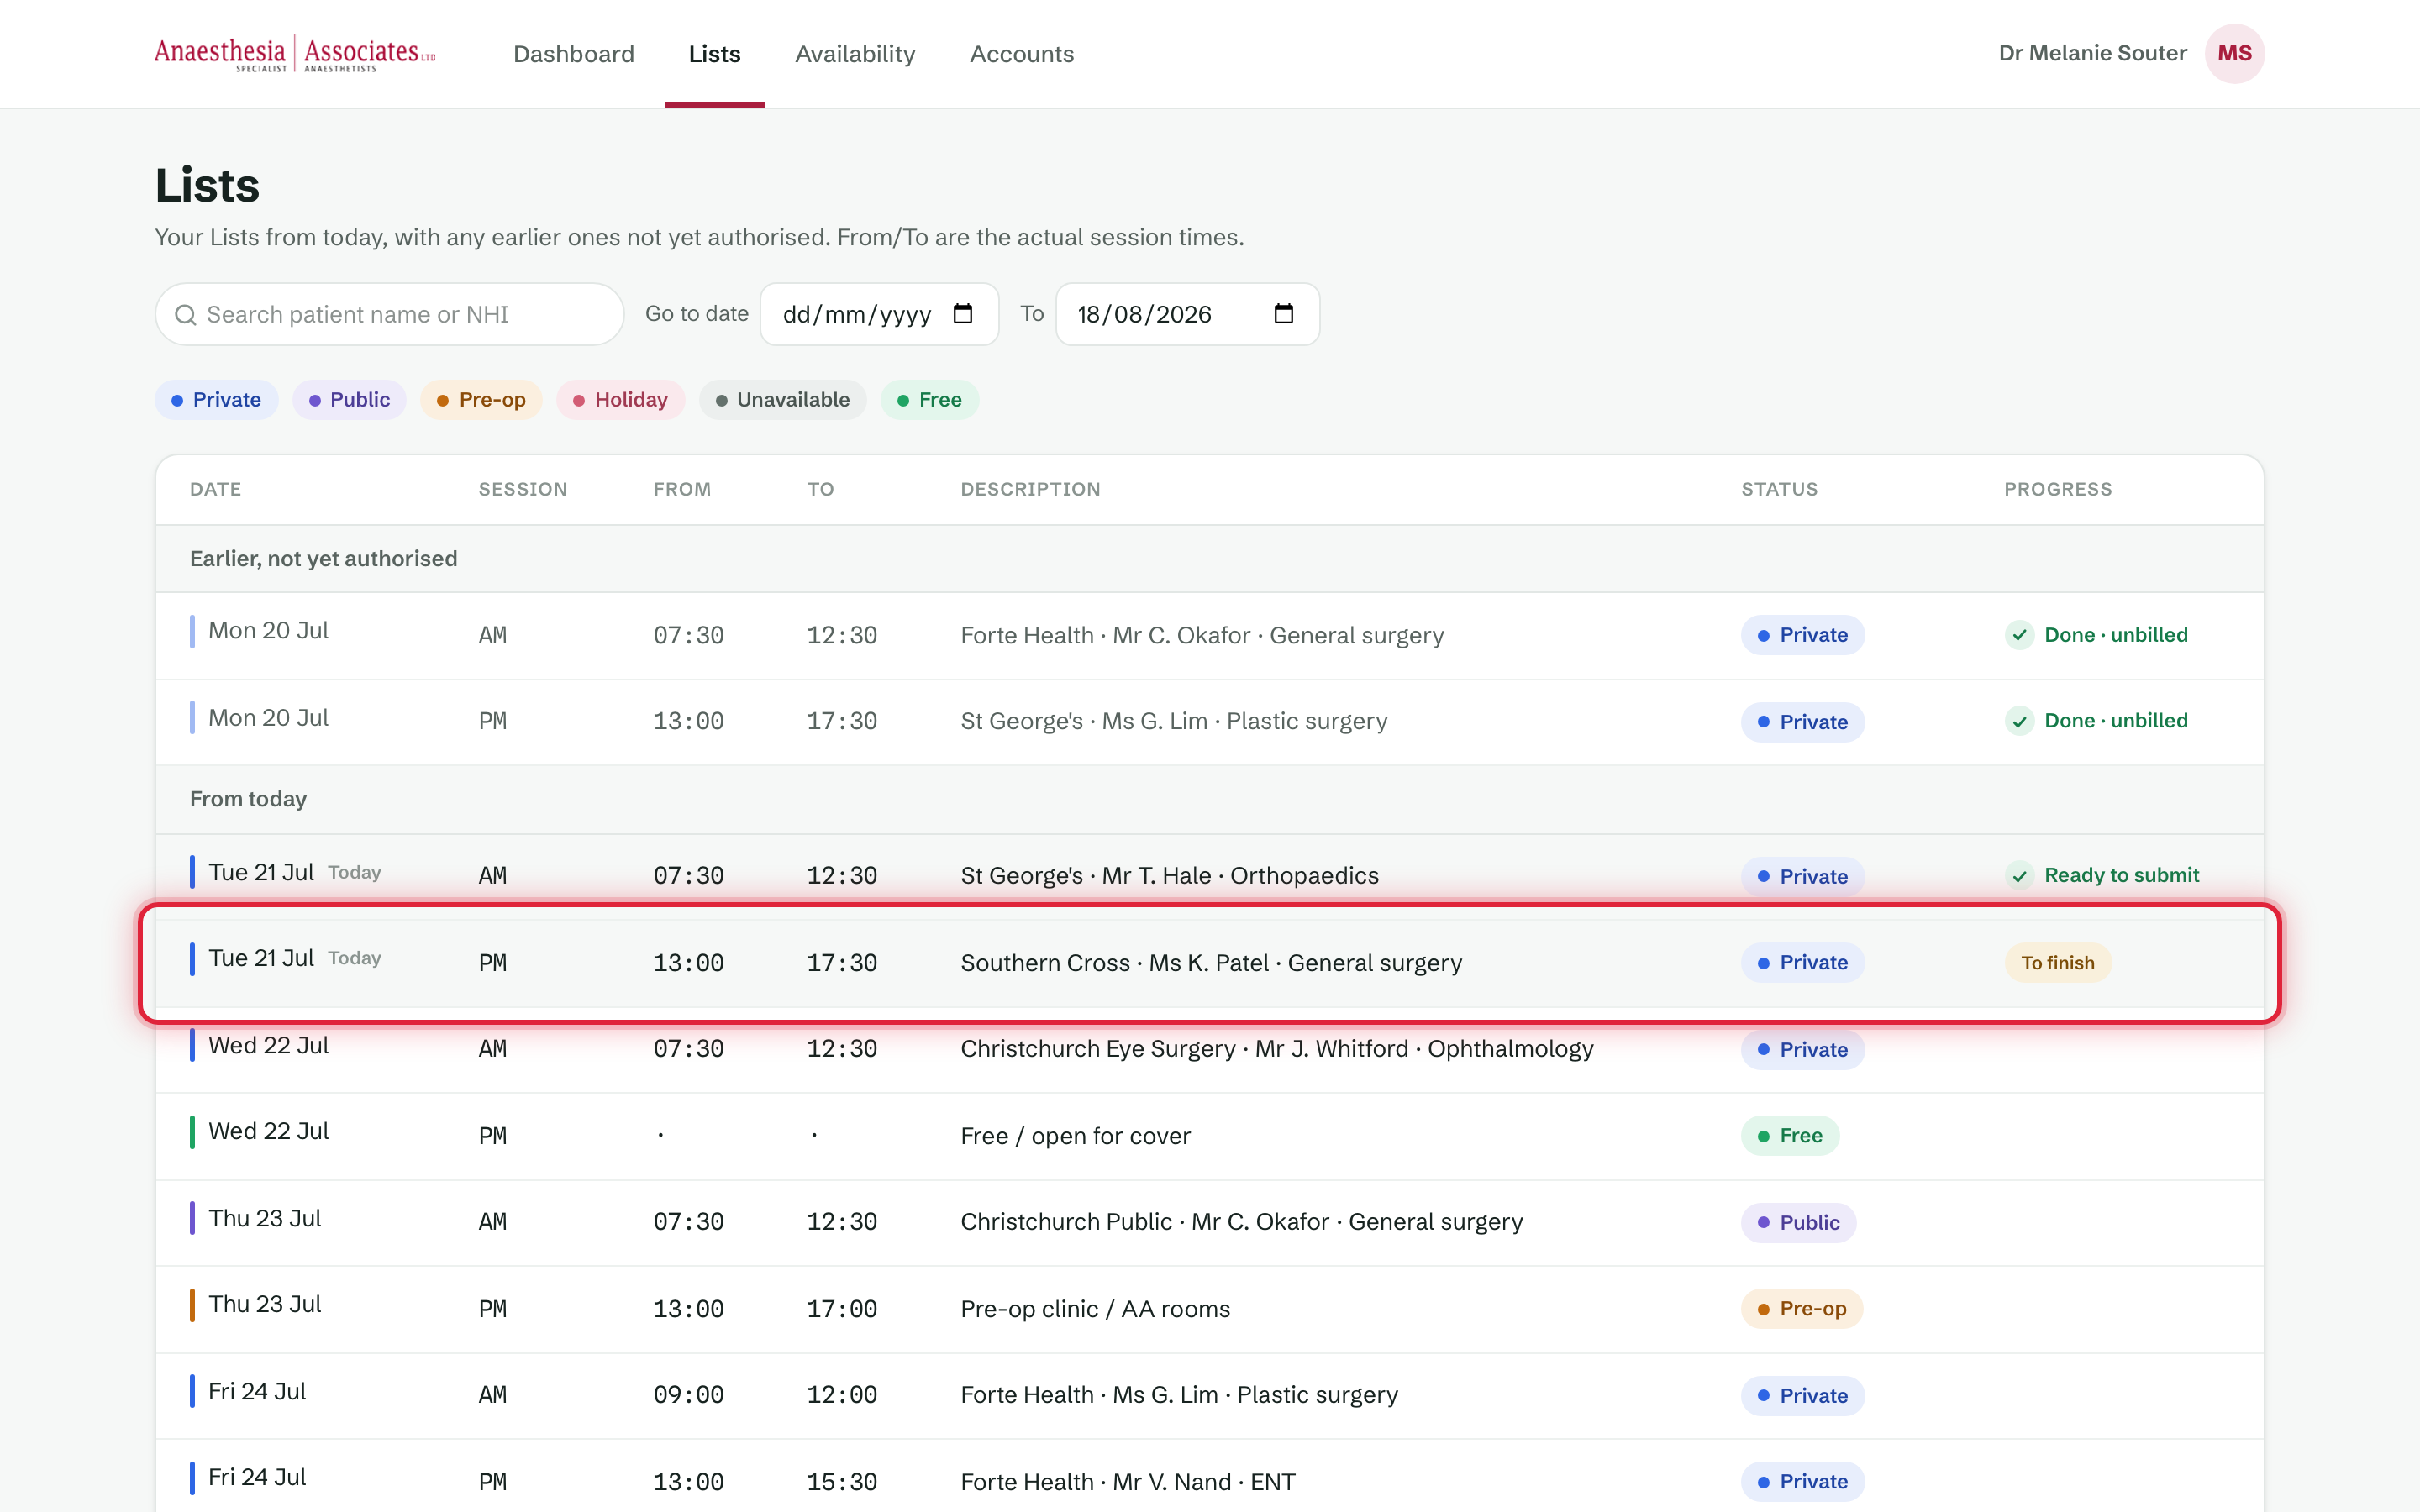 Anaesthesia | Associates LTD
SPECIALIST ANAESTHETISTS
Dashboard Lists Availability Accounts Dr Melanie Souter MS
Lists
Your Lists from today, with any earlier ones not yet authorised. From/To are the actual session times.
Search patient name or NHI Go to date dd/mm/yyyy To 18/08/2026
Private Public Pre-op Holiday Unavailable Free
DATE SESSION FROM TO DESCRIPTION STATUS PROGRESS
Earlier, not yet authorised
Mon 20 Jul AM 07:30 12:30 Forte Health · Mr C. Okafor · General surgery Private Done · unbilled
Mon 20 Jul PM 13:00 17:30 St George's · Ms G. Lim · Plastic surgery Private Done · unbilled
From today
Tue 21 Jul Today AM 07:30 12:30 St George's · Mr T. Hale · Orthopaedics Private Ready to submit
Tue 21 Jul Today PM 13:00 17:30 Southern Cross · Ms K. Patel · General surgery Private To finish
Wed 22 Jul AM 07:30 12:30 Christchurch Eye Surgery · Mr J. Whitford · Ophthalmology Private
Wed 22 Jul PM · · Free / open for cover Free
Thu 23 Jul AM 07:30 12:30 Christchurch Public · Mr C. Okafor · General surgery Public
Thu 23 Jul PM 13:00 17:00 Pre-op clinic / AA rooms Pre-op
Fri 24 Jul AM 09:00 12:00 Forte Health · Ms G. Lim · Plastic surgery Private
Fri 24 Jul PM 13:00 15:30 Forte Health · Mr V. Nand · ENT Private